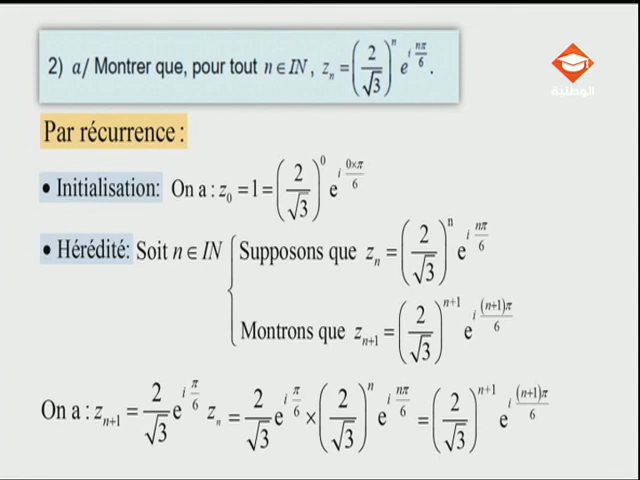 2) a/ Montrer que, pour tout n ∈ IN, z_n = (2/√3)^n e^{i nπ/6}.
الوطنية
Par récurrence :
• Initialisation: On a : z_0 = 1 = (2/√3)^0 e^{i 0×π/6}
• Hérédité: Soit n ∈ IN { Supposons que z_n = (2/√3)^n e^{i nπ/6}
Montrons que z_{n+1} = (2/√3)^{n+1} e^{i (n+1)π/6}
On a : z_{n+1} = 2/√3 e^{i π/6} z_n = 2/√3 e^{i π/6} × (2/√3)^n e^{i nπ/6} = (2/√3)^{n+1} e^{i (n+1)π/6}